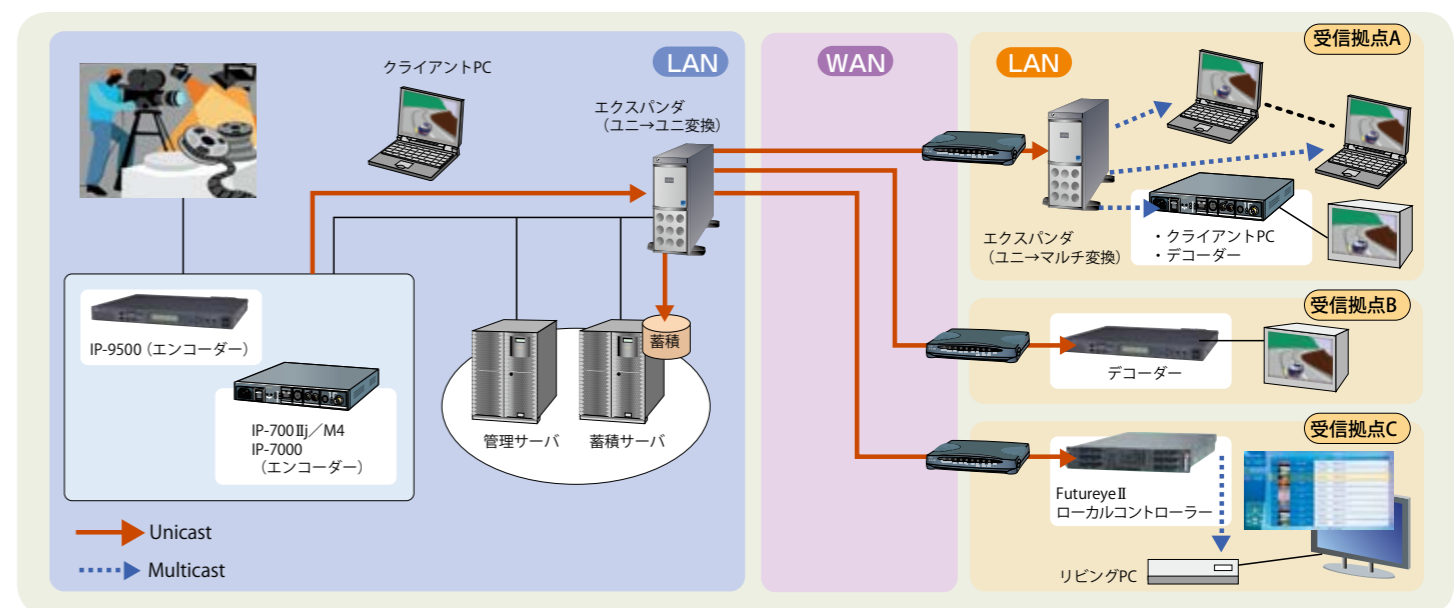 LAN
クライアントPC
エクスパンダ
（ユニ→ユニ変換）
IP-9500（エンコーダー）
IP-700Ⅱj／M4
IP-7000
（エンコーダー）
管理サーバ
蓄積サーバ
蓄積
Unicast
Multicast
WAN
LAN
受信拠点A
エクスパンダ
（ユニ→マルチ変換）
・クライアントPC
・デコーダー
受信拠点B
デコーダー
受信拠点C
FutureyeⅡ
ローカルコントローラー
リビングPC